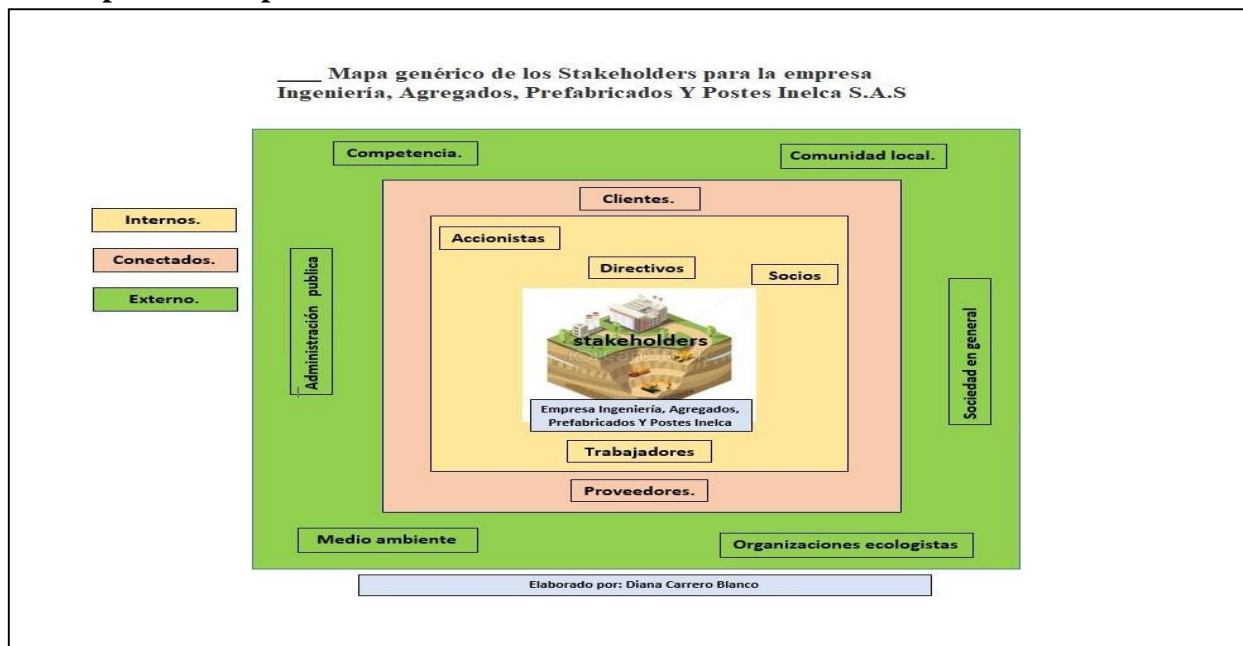 ____ Mapa genérico de los Stakeholders para la empresa
Ingeniería, Agregados, Prefabricados Y Postes Inelca S.A.S
Competencia.
Comunidad local.
Clientes.
Internos.
Conectados.
Externo.
Accionistas
Directivos
Socios
Administración publica
Sociedad en general
stakeholders
Empresa Ingeniería, Agregados,
Prefabricados Y Postes Inelca
Trabajadores
Proveedores.
Medio ambiente
Organizaciones ecologistas
Elaborado por: Diana Carrero Blanco